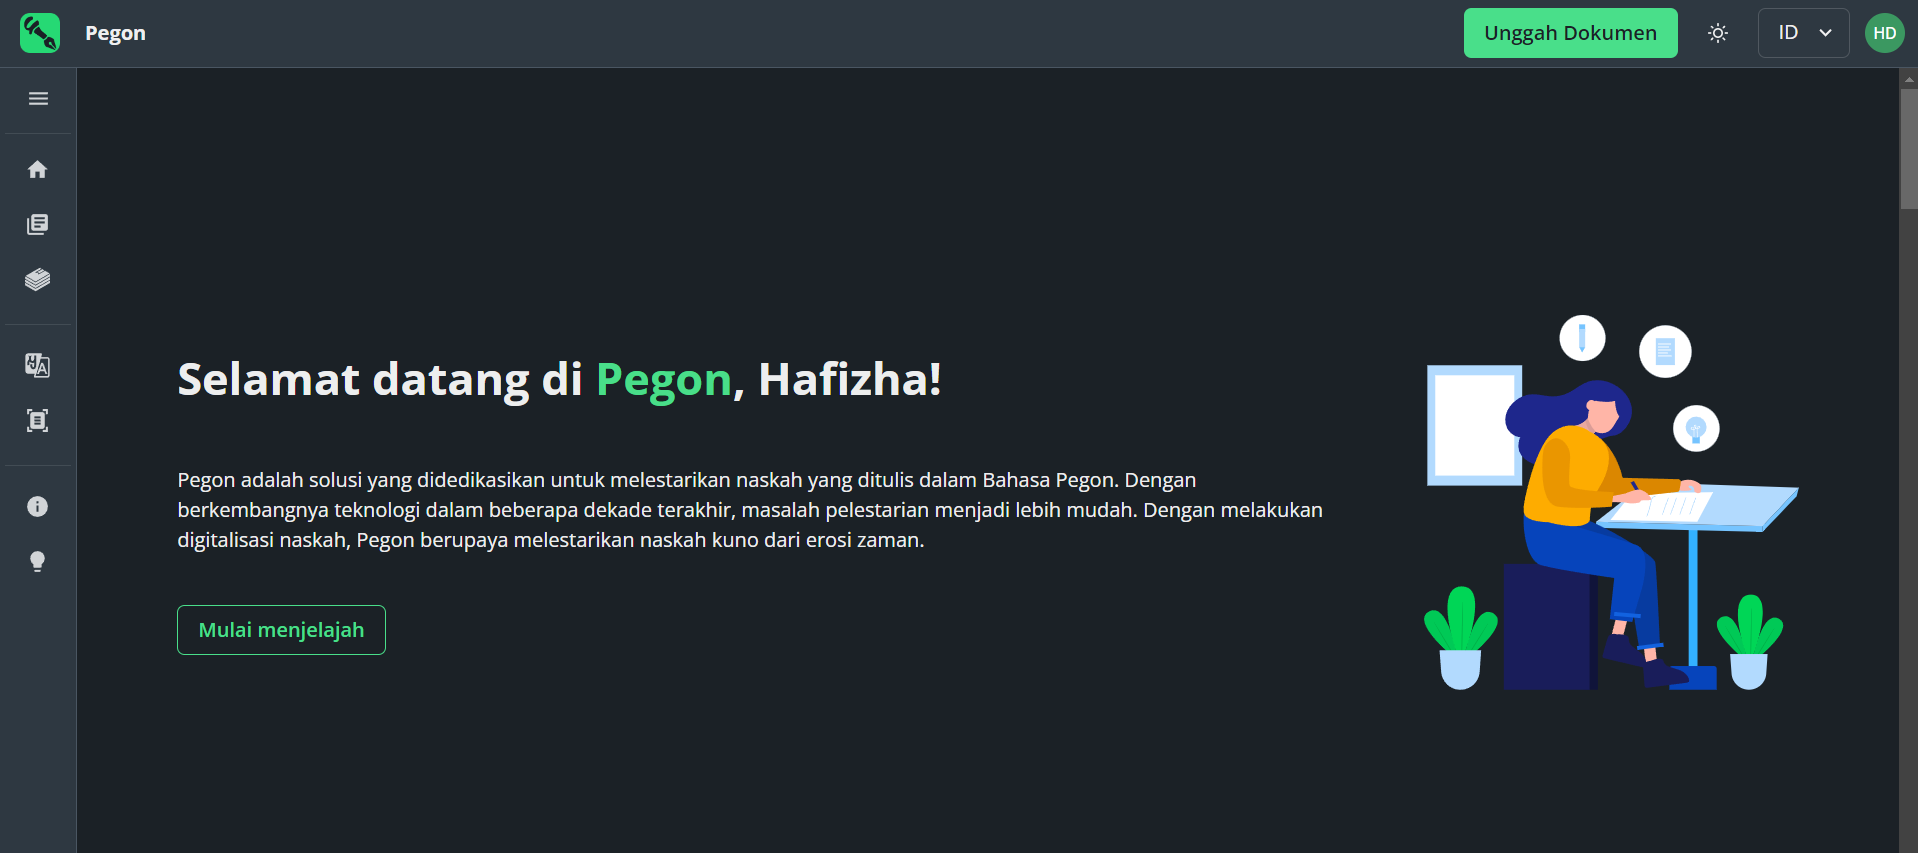 Pegon
Unggah Dokumen
ID
HD
Selamat datang di Pegon, Hafizha!
Pegon adalah solusi yang didedikasikan untuk melestarikan naskah yang ditulis dalam Bahasa Pegon. Dengan
berkembangnya teknologi dalam beberapa dekade terakhir, masalah pelestarian menjadi lebih mudah. Dengan melakukan
digitalisasi naskah, Pegon berupaya melestarikan naskah kuno dari erosi zaman.
Mulai menjelajah